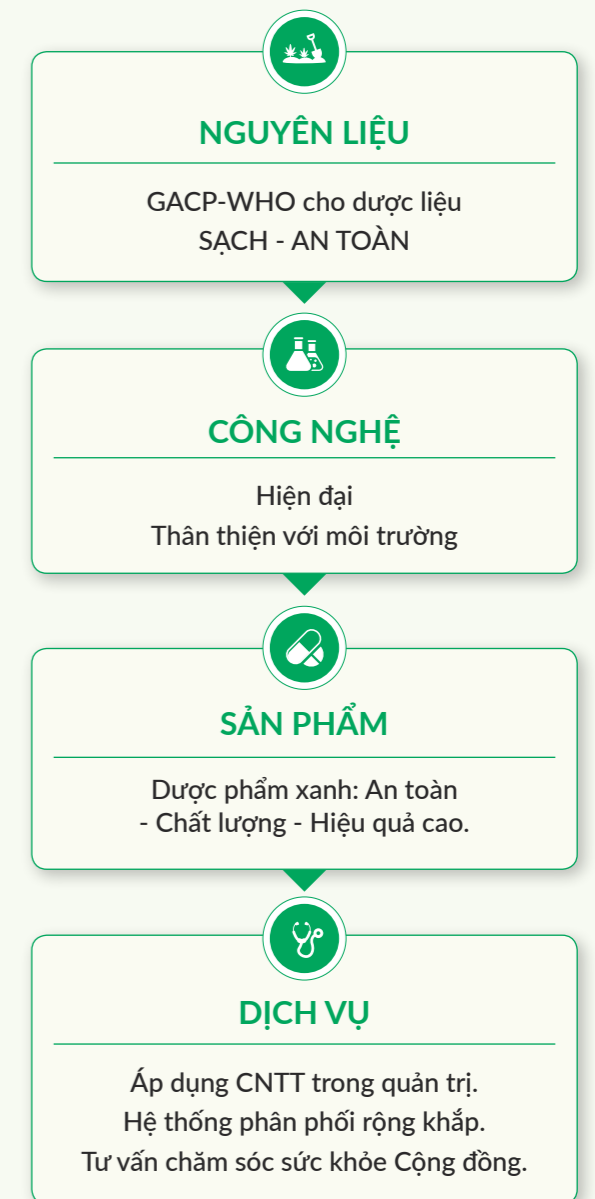 NGUYÊN LIỆU
GACP-WHO cho dược liệu
SẠCH - AN TOÀN
CÔNG NGHỆ
Hiện đại
Thân thiện với môi trường
SẢN PHẨM
Dược phẩm xanh: An toàn
- Chất lượng - Hiệu quả cao.
DỊCH VỤ
Áp dụng CNTT trong quản trị.
Hệ thống phân phối rộng khắp.
Tư vấn chăm sóc sức khỏe Cộng đồng.